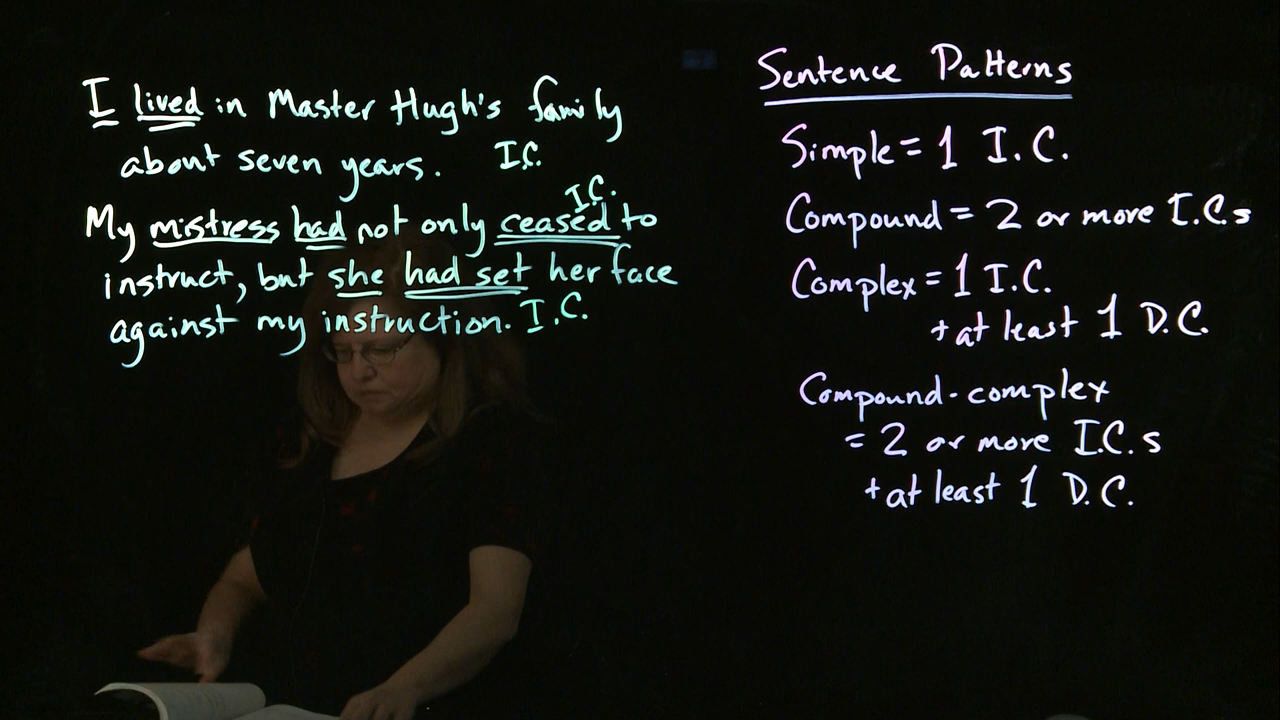 I lived in Master Hugh's family
about seven years. I.C.
I.C.
My mistress had not only ceased to
instruct, but she had set her face
against my instruction. I.C.
Sentence Patterns
Simple = 1 I.C.
Compound = 2 or more I.C.s
Complex = 1 I.C.
+ at least 1 D.C.
Compound-complex
= 2 or more I.C.s
+ at least 1 D.C.